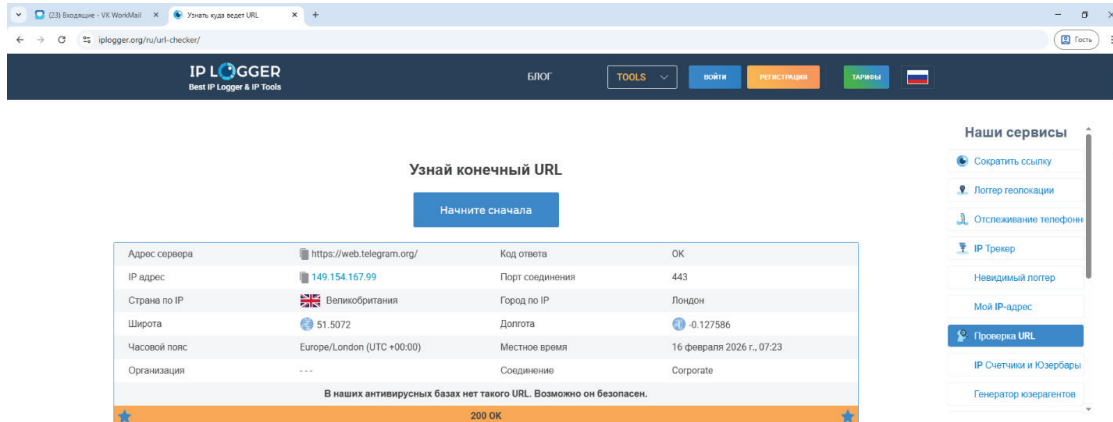 (23) Входящие - VK WorkMail
Узнать куда ведет URL
iplogger.org/ru/url-checker/
Гость
IP LOGGER
Best IP Logger & IP Tools
БЛОГ
TOOLS
ВОЙТИ
РЕГИСТРАЦИЯ
ТАРИФЫ
Узнай конечный URL
Начните сначала
Адрес сервера https://web.telegram.org/ Код ответа OK
IP адрес 149.154.167.99 Порт соединения 443
Страна по IP Великобритания Город по IP Лондон
Широта 51.5072 Долгота -0.127586
Часовой пояс Europe/London (UTC +00:00) Местное время 16 февраля 2026 г., 07:23
Организация - - - Соединение Corporate
В наших антивирусных базах нет такого URL. Возможно он безопасен.
200 OK
Наши сервисы
Сократить ссылку
Логгер геолокации
Отслеживание телефонн
IP Трекер
Невидимый логгер
Мой IP-адрес
Проверка URL
IP Счетчики и Юзербары
Генератор юзерагентов